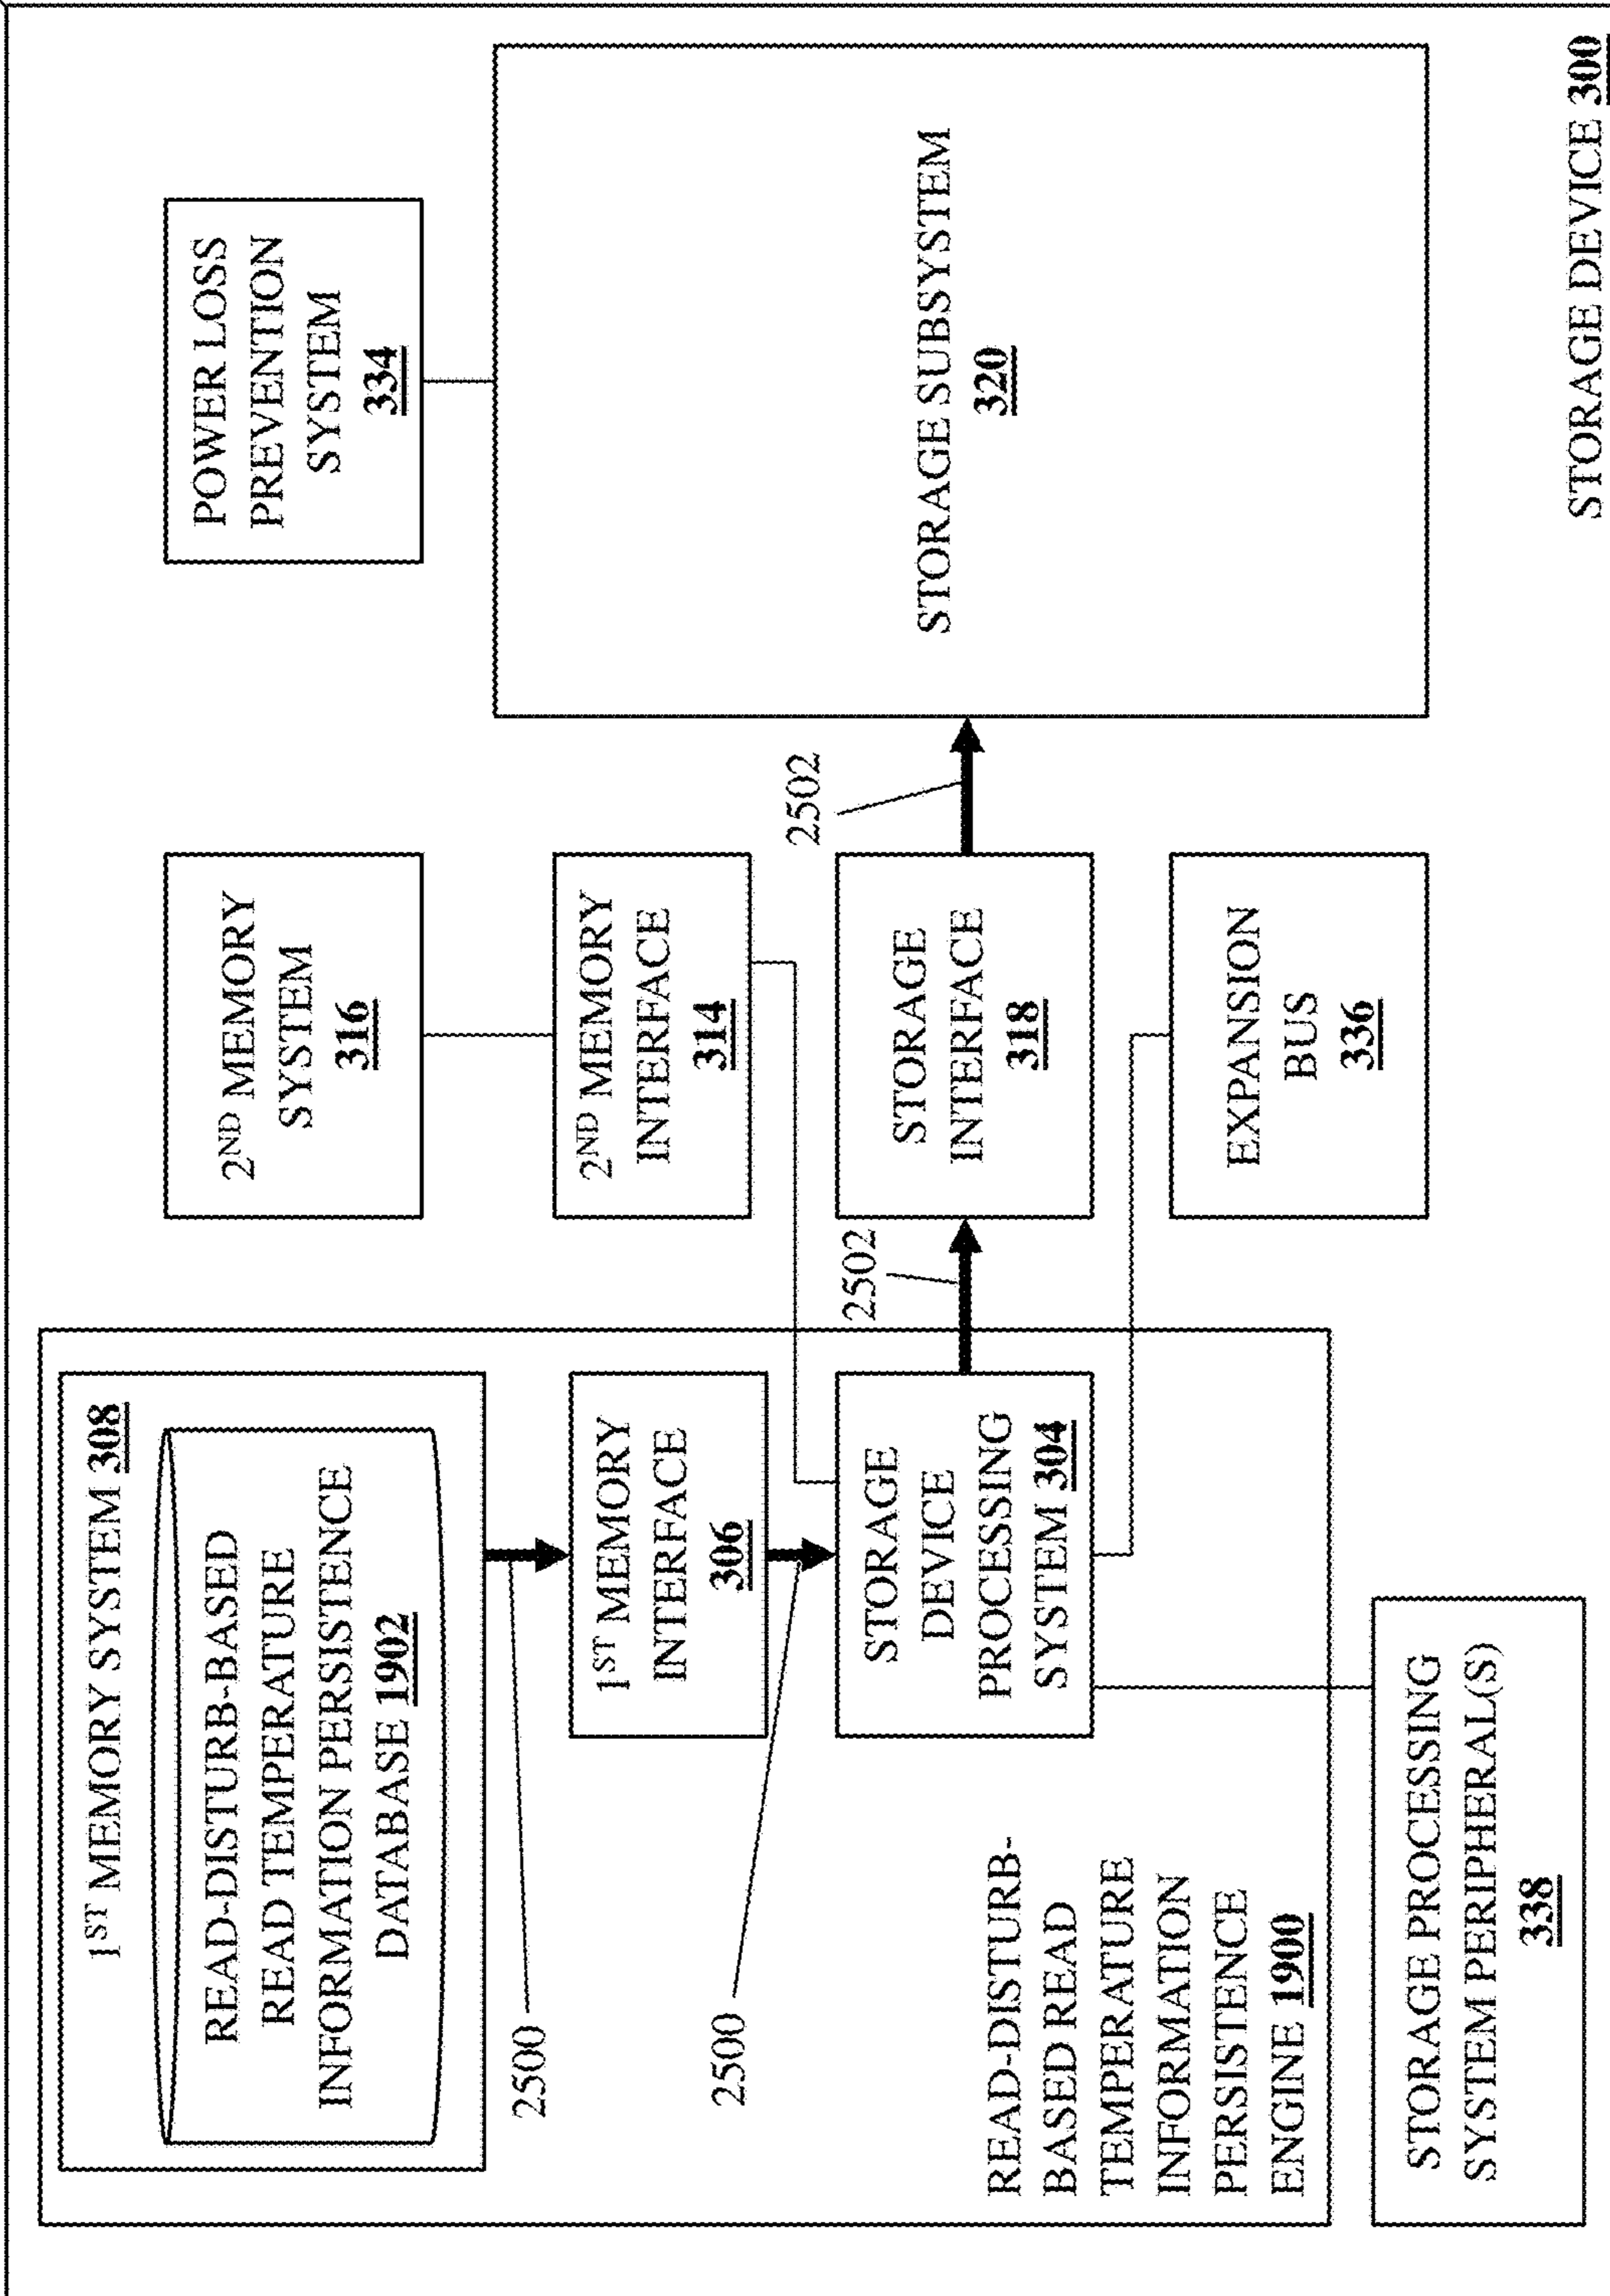 1ST MEMORY SYSTEM 308
READ-DISTURB-BASED
READ TEMPERATURE
INFORMATION PERSISTENCE
DATABASE 1902
2500
1ST MEMORY
INTERFACE
306
2500
STORAGE
DEVICE
PROCESSING
SYSTEM 304
READ-DISTURB-
BASED READ
TEMPERATURE
INFORMATION
PERSISTENCE
ENGINE 1900
STORAGE PROCESSING
SYSTEM PERIPHERAL(S)
338
2ND MEMORY
SYSTEM
316
2ND MEMORY
INTERFACE
314
2502
STORAGE
INTERFACE
318
2502
EXPANSION
BUS
336
POWER LOSS
PREVENTION
SYSTEM
334
STORAGE SUBSYSTEM
320
STORAGE DEVICE 300